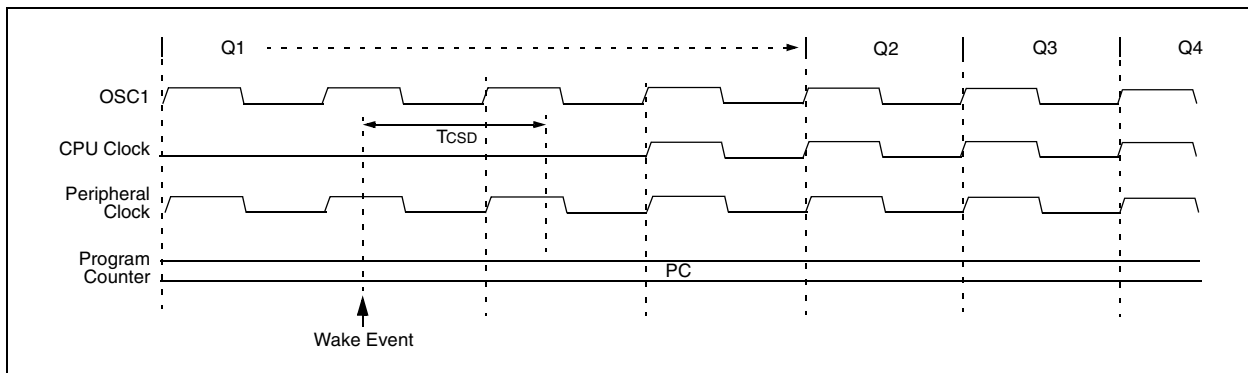 Q1 Q2 Q3 Q4
OSC1
TCSD
CPU Clock
Peripheral
Clock
Program
Counter
PC
Wake Event